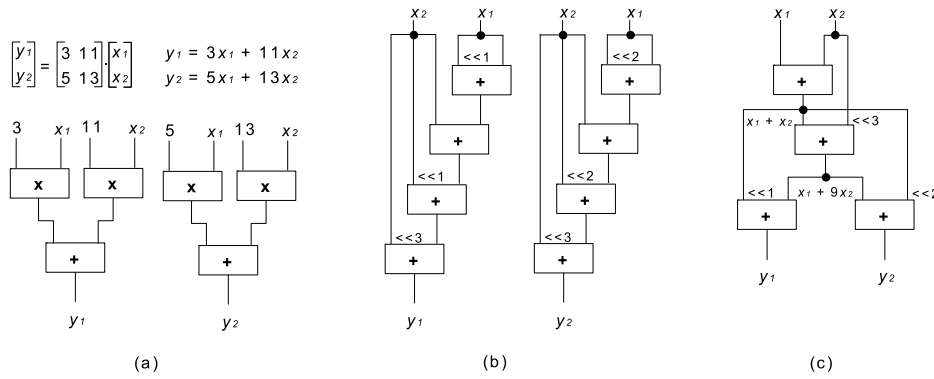 [y1 y2] = [3 11 5 13] · [x1 x2]
y1 = 3x1 + 11x2
y2 = 5x1 + 13x2
3 x1 11 x2 5 x1 13 x2
x x x x
+ +
y1 y2
(a)
x2 x1 x2 x1
<<1 <<2
+ +
+ +
<<1 <<2
+ +
<<3 <<3
+ +
y1 y2
(b)
x1 x2
+
x1 + x2 <<3
+
<<1 x1 + 9x2 <<2
+ +
y1 y2
(c)